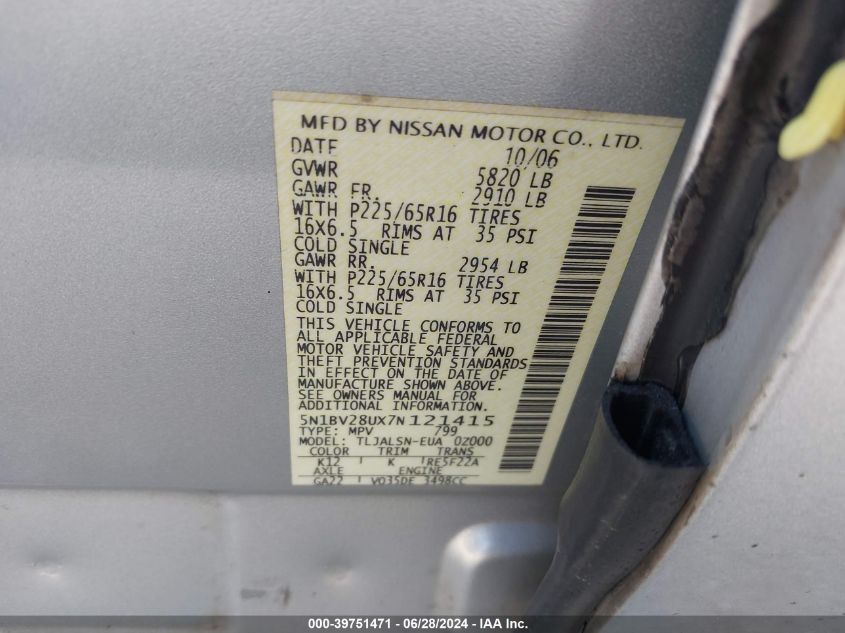 MFD BY NISSAN MOTOR CO., LTD.
DATE 10/06
GVWR 5820 LB
GAWR FR. 2910 LB
WITH P225/65R16 TIRES
16X6.5 RIMS AT 35 PSI
COLD SINGLE
GAWR RR. 2954 LB
WITH P225/65R16 TIRES
16X6.5 RIMS AT 35 PSI
COLD SINGLE
THIS VEHICLE CONFORMS TO
ALL APPLICABLE FEDERAL
MOTOR VEHICLE SAFETY AND
THEFT PREVENTION STANDARDS
IN EFFECT ON THE DATE OF
MANUFACTURE SHOWN ABOVE.
SEE OWNERS MANUAL FOR
ADDITIONAL INFORMATION
5N1BV28UX7N121415
TYPE: MPV 799
MODEL: TLJALSN-EUA 0Z000
COLOR TRIM TRANS
K12 K RE5F22A
AXLE ENGINE
GA22 VQ35DE 3498CC
000-39751471 - 06/28/2024 - IAA Inc.